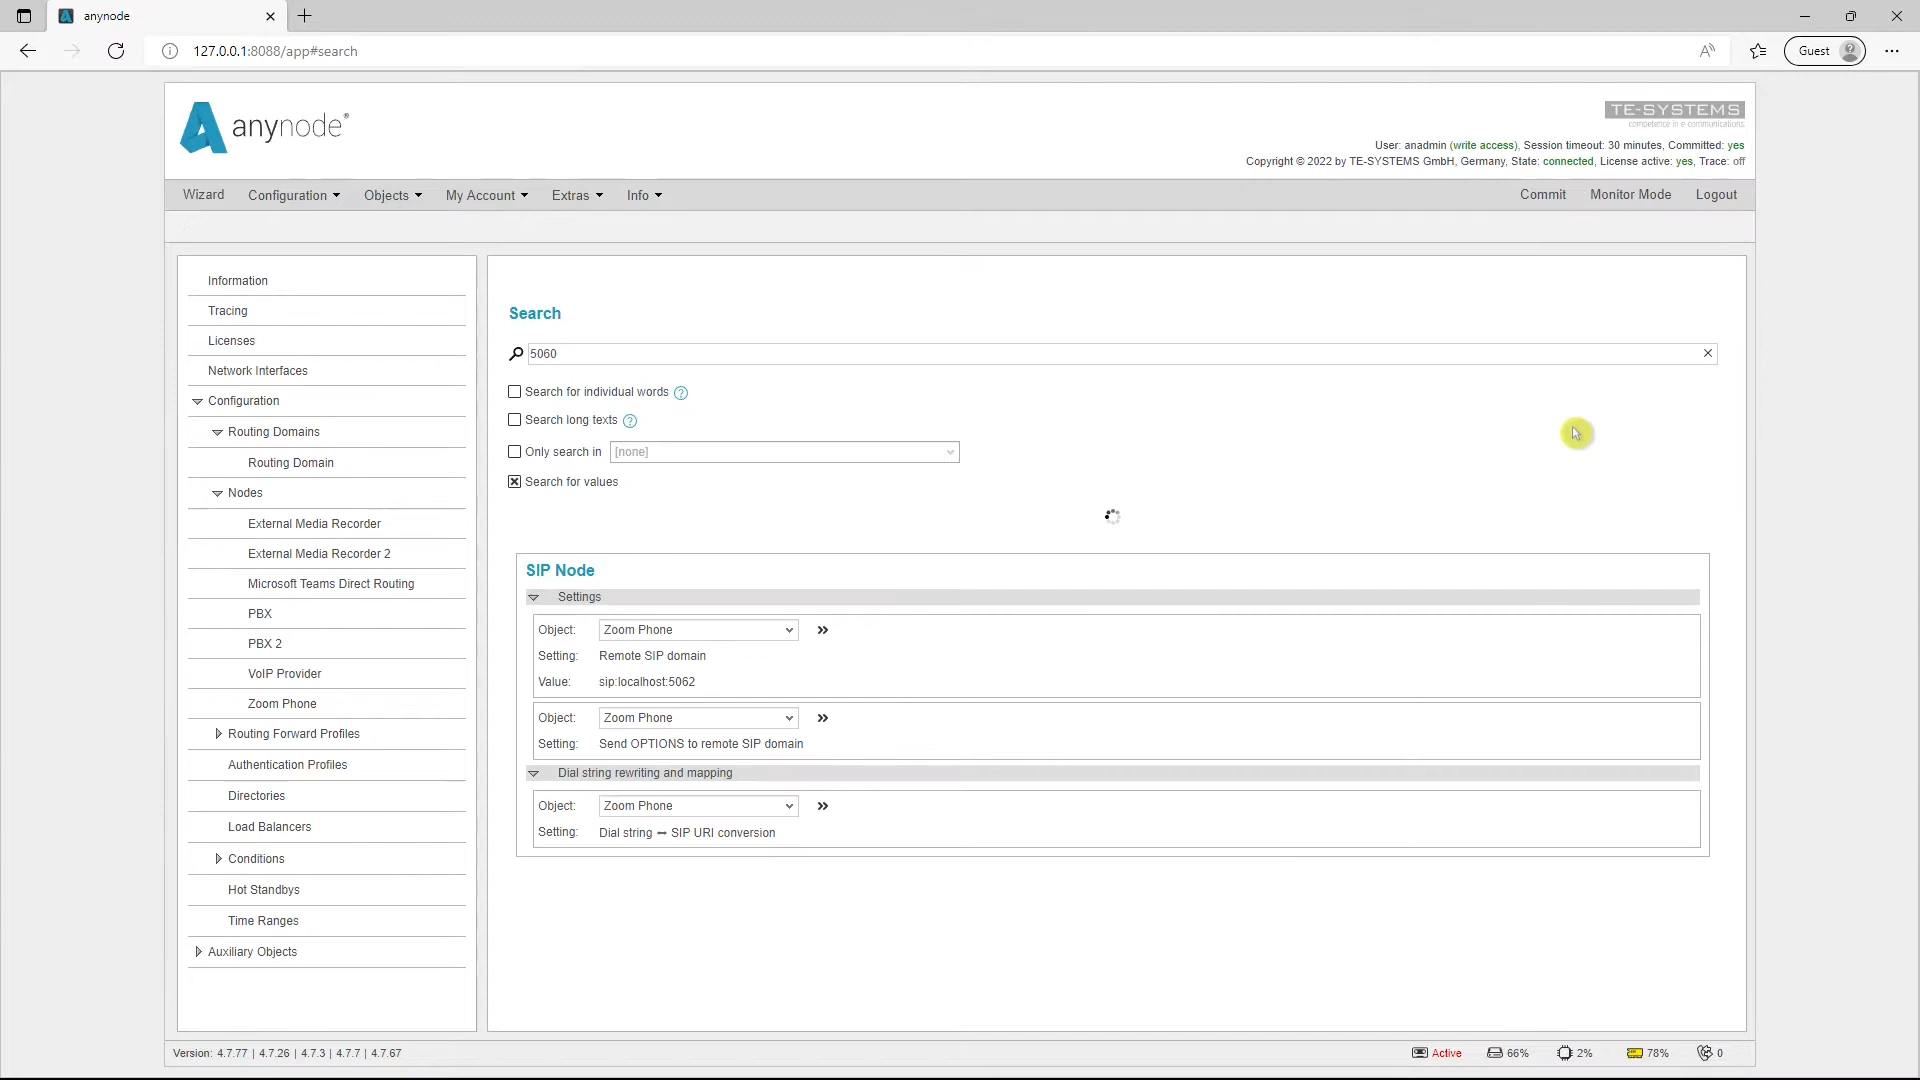 anynode
127.0.0.1:8088/app#search
Guest
anynode®
TE-SYSTEMS
competence in e-communications.
User: anadmin (write access), Session timeout: 30 minutes, Committed: yes
Copyright © 2022 by TE-SYSTEMS GmbH, Germany, State: connected, License active: yes, Trace: off
Wizard Configuration Objects My Account Extras Info Commit Monitor Mode Logout
Information
Tracing
Licenses
Network Interfaces
Configuration
Routing Domains
Routing Domain
Nodes
External Media Recorder
External Media Recorder 2
Microsoft Teams Direct Routing
PBX
PBX 2
VoIP Provider
Zoom Phone
Routing Forward Profiles
Authentication Profiles
Directories
Load Balancers
Conditions
Hot Standbys
Time Ranges
Auxiliary Objects
Search
5060
Search for individual words ?
Search long texts ?
Only search in [none]
Search for values
SIP Node
Settings
Object: Zoom Phone »
Setting: Remote SIP domain
Value: sip:localhost:5062
Object: Zoom Phone »
Setting: Send OPTIONS to remote SIP domain
Dial string rewriting and mapping
Object: Zoom Phone »
Setting: Dial string ↔ SIP URI conversion
Version: 4.7.77 | 4.7.26 | 4.7.3 | 4.7.7 | 4.7.67
Active 66% 2% 78% 0